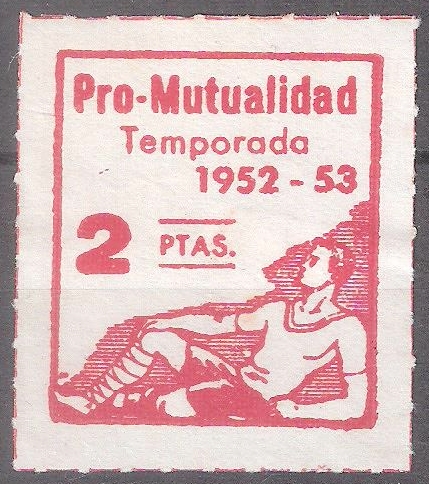 Pro-Mutualidad
Temporada
1952 - 53
2 PTAS.